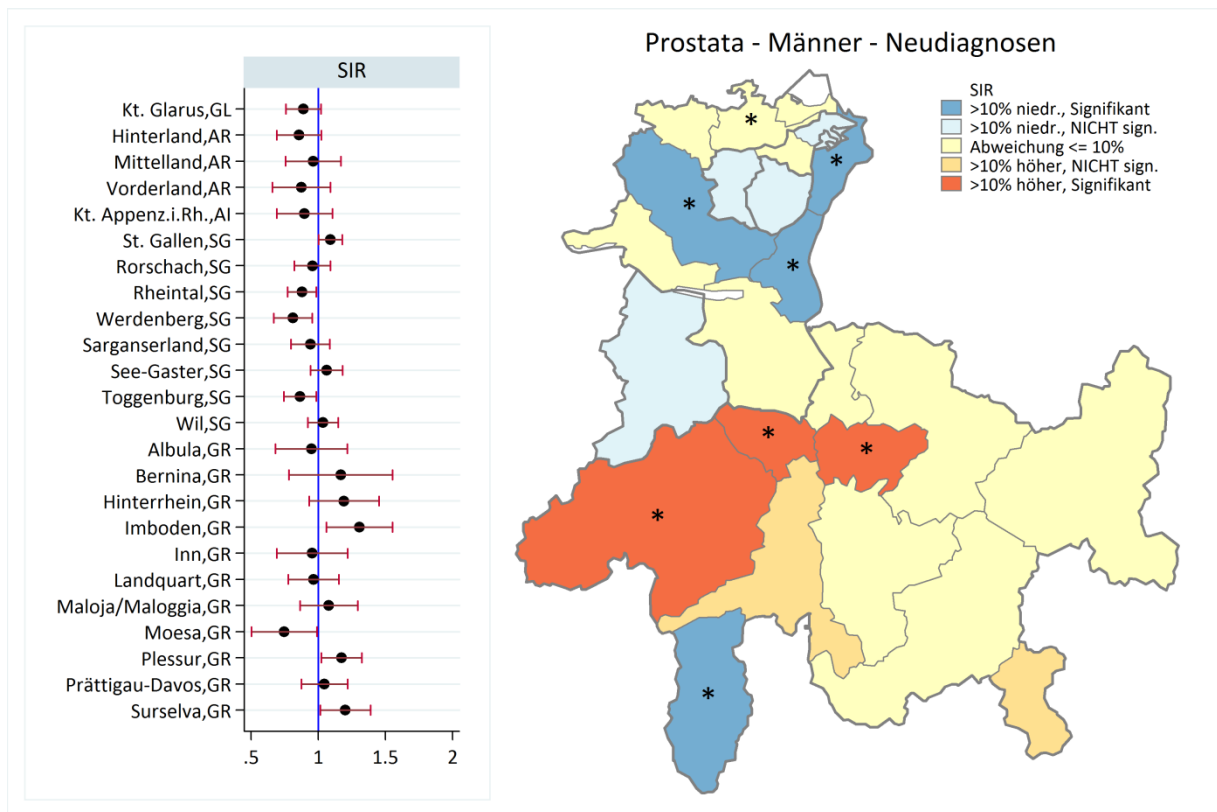 SIR
Kt. Glarus,GL
Hinterland,AR
Mittelland,AR
Vorderland,AR
Kt. Appenz.i.Rh.,AI
St. Gallen,SG
Rorschach,SG
Rheintal,SG
Werdenberg,SG
Sarganserland,SG
See-Gaster,SG
Toggenburg,SG
Wil,SG
Albula,GR
Bernina,GR
Hinterrhein,GR
Imboden,GR
Inn,GR
Landquart,GR
Maloja/Maloggia,GR
Moesa,GR
Plessur,GR
Prättigau-Davos,GR
Surselva,GR
.5 1 1.5 2
Prostata - Männer - Neudiagnosen
SIR
>10% niedr., Signifikant
>10% niedr., NICHT sign.
Abweichung <= 10%
>10% höher, NICHT sign.
>10% höher, Signifikant
*
*
*
*
*
*
*
*